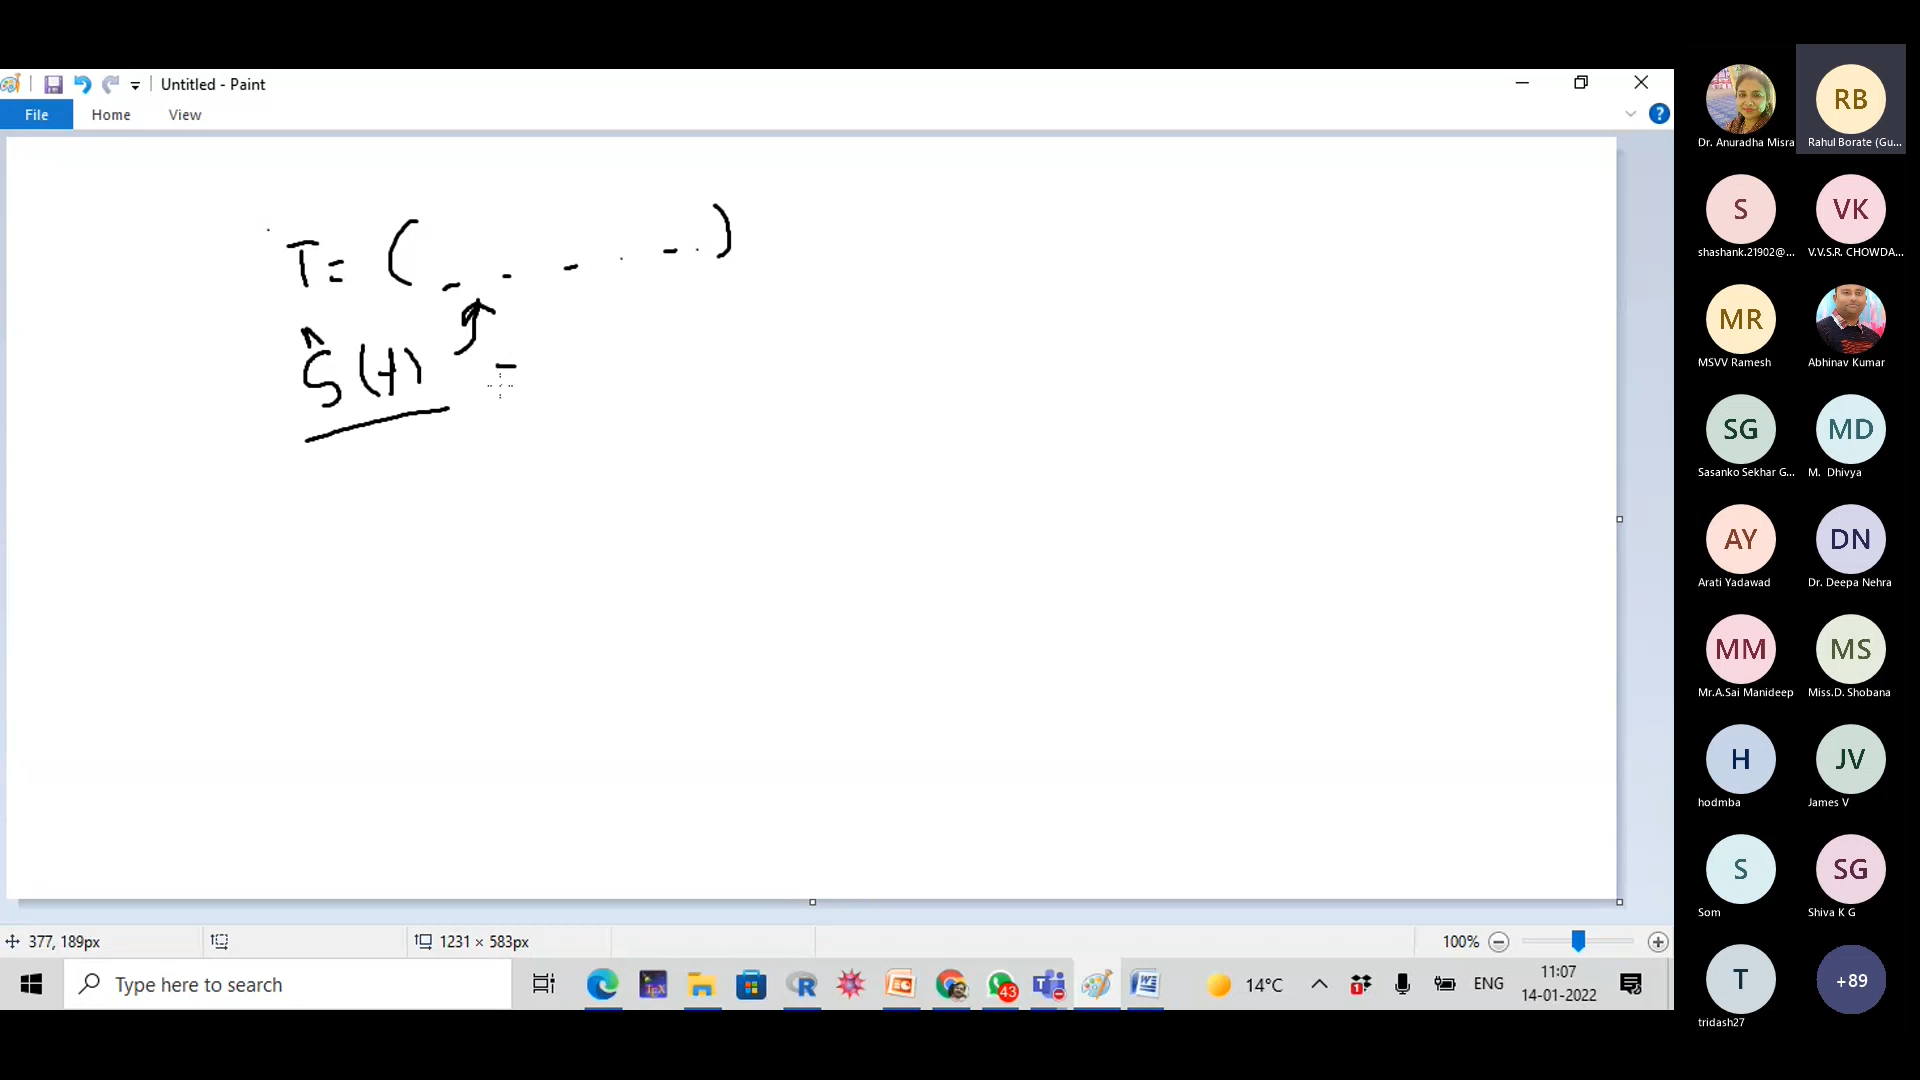 Untitled - Paint
File Home View
T = ( - - - . - . )
Ŝ(t) -
377, 189px
1231 × 583px
100%
Type here to search
43
1
14°C
ENG
11:07
14-01-2022
RB
Dr. Anuradha Misra
Rahul Borate (Gu...
S
VK
shashank.21902@...
V.V.S.R. CHOWDA...
MR
MSVV Ramesh
Abhinav Kumar
SG
MD
Sasanko Sekhar G...
M. Dhivya
AY
DN
Arati Yadawad
Dr. Deepa Nehra
MM
MS
Mr.A.Sai Manideep
Miss.D. Shobana
H
JV
hodmba
James V
S
SG
Som
Shiva K G
T
+89
tridash27